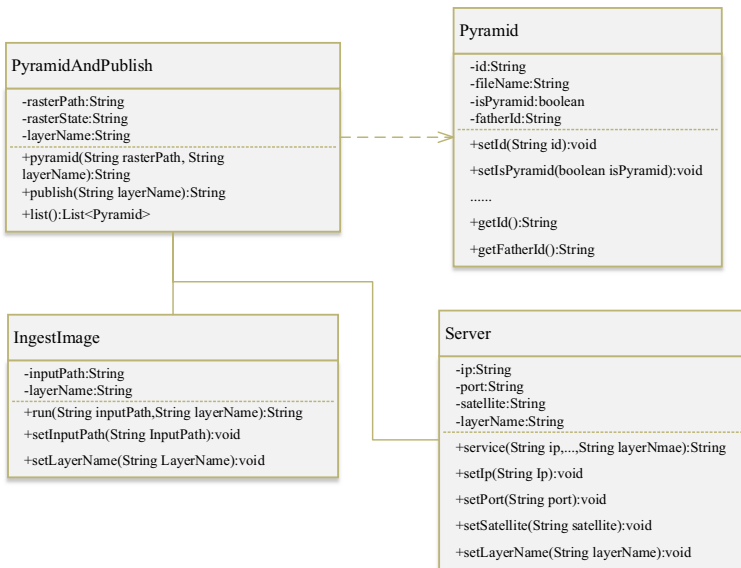 PyramidAndPublish
-rasterPath:String
-rasterState:String
-layerName:String
+pyramid(String rasterPath, String
layerName):String
+publish(String layerName):String
+list():List<Pyramid>
Pyramid
-id:String
-fileName:String
-isPyramid:boolean
-fatherId:String
+setId(String id):void
+setIsPyramid(boolean isPyramid):void
......
+getId():String
+getFatherId():String
IngestImage
-inputPath:String
-layerName:String
+run(String inputPath,String layerName):String
+setInputPath(String InputPath):void
+setLayerName(String LayerName):void
Server
-ip:String
-port:String
-satellite:String
-layerName:String
+service(String ip,...,String layerNmae):String
+setIp(String Ip):void
+setPort(String port):void
+setSatellite(String satellite):void
+setLayerName(String layerName):void